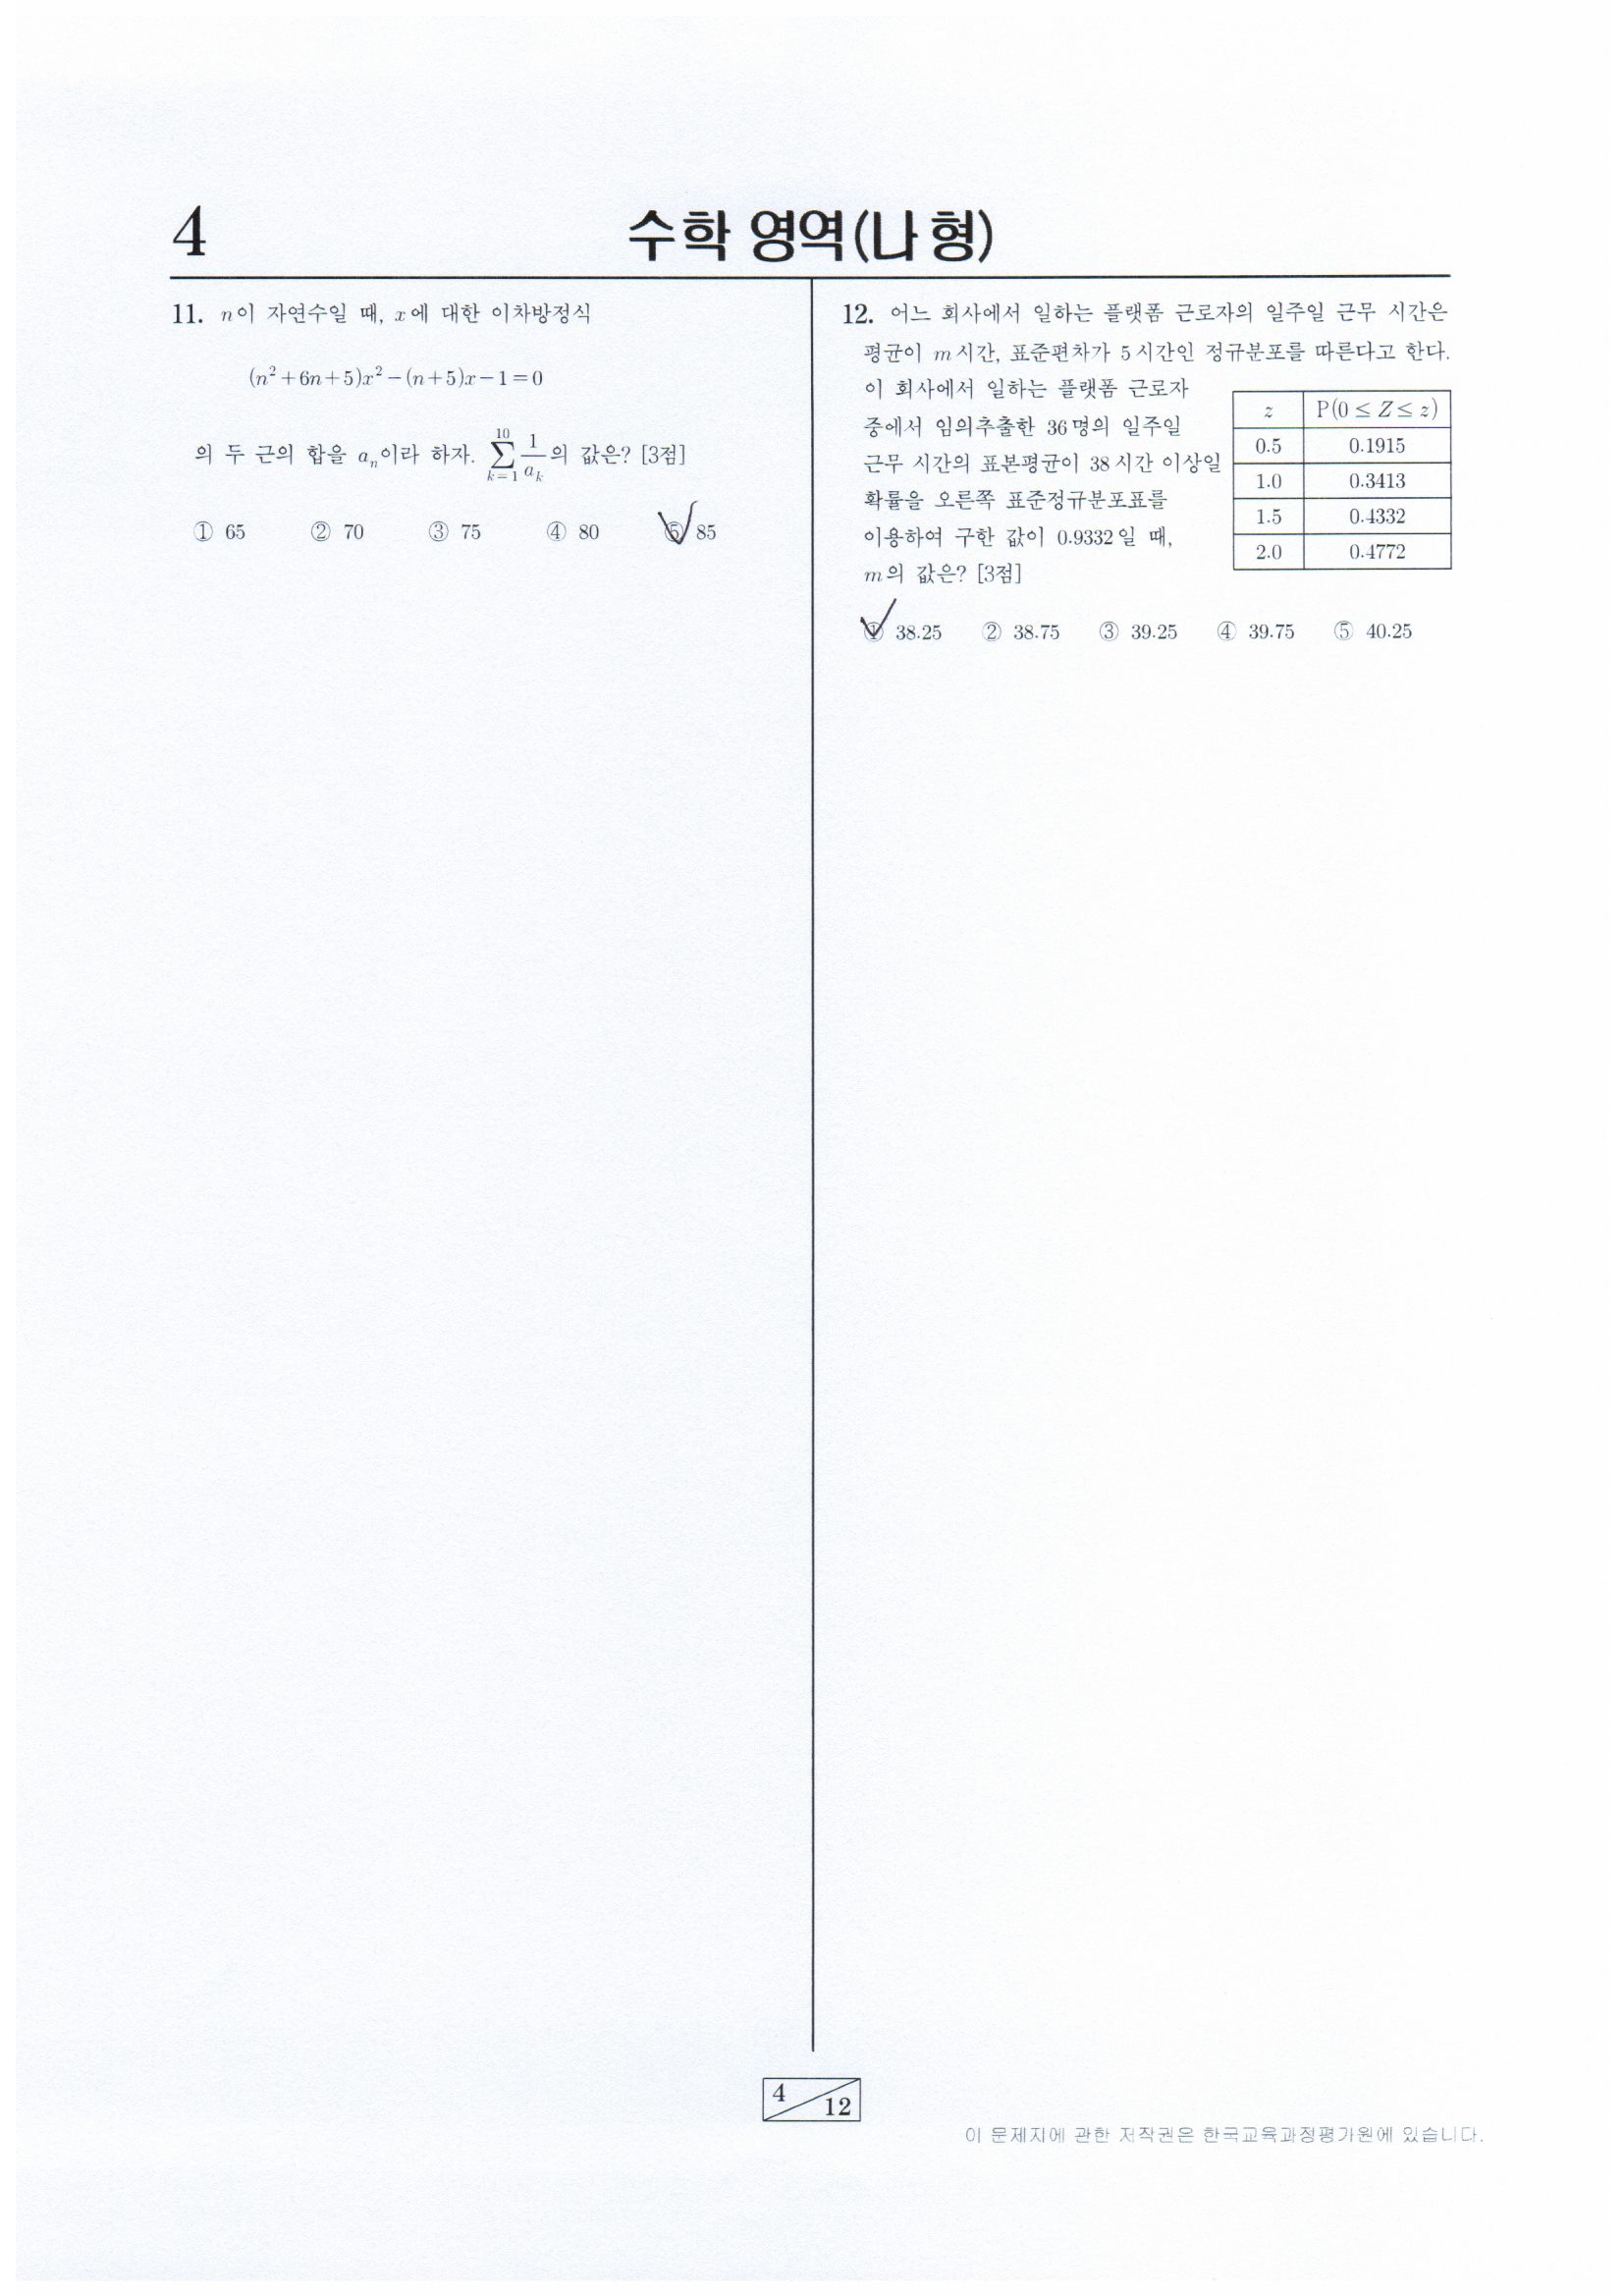 4
수학 영역(나형)
11. n이 자연수일 때, x에 대한 이차방정식
(n²+6n+5)x²-(n+5)x-1=0
의 두 근의 합을 aₙ이라 하자. \sum_{k=1}^{10} \frac{1}{a_k}의 값은? [3점]
① 65 ② 70 ③ 75 ④ 80 ⑤ 85
12. 어느 회사에서 일하는 플랫폼 근로자의 일주일 근무 시간은
평균이 m시간, 표준편차가 5시간인 정규분포를 따른다고 한다.
이 회사에서 일하는 플랫폼 근로자
중에서 임의추출한 36명의 일주일
근무 시간의 표본평균이 38시간 이상일
확률을 오른쪽 표준정규분포표를
이용하여 구한 값이 0.9332일 때,
m의 값은? [3점]
z P(0≤Z≤z)
0.5 0.1915
1.0 0.3413
1.5 0.4332
2.0 0.4772
① 38.25 ② 38.75 ③ 39.25 ④ 39.75 ⑤ 40.25
4 12
이 문제지에 관한 저작권은 한국교육과정평가원에 있습니다.